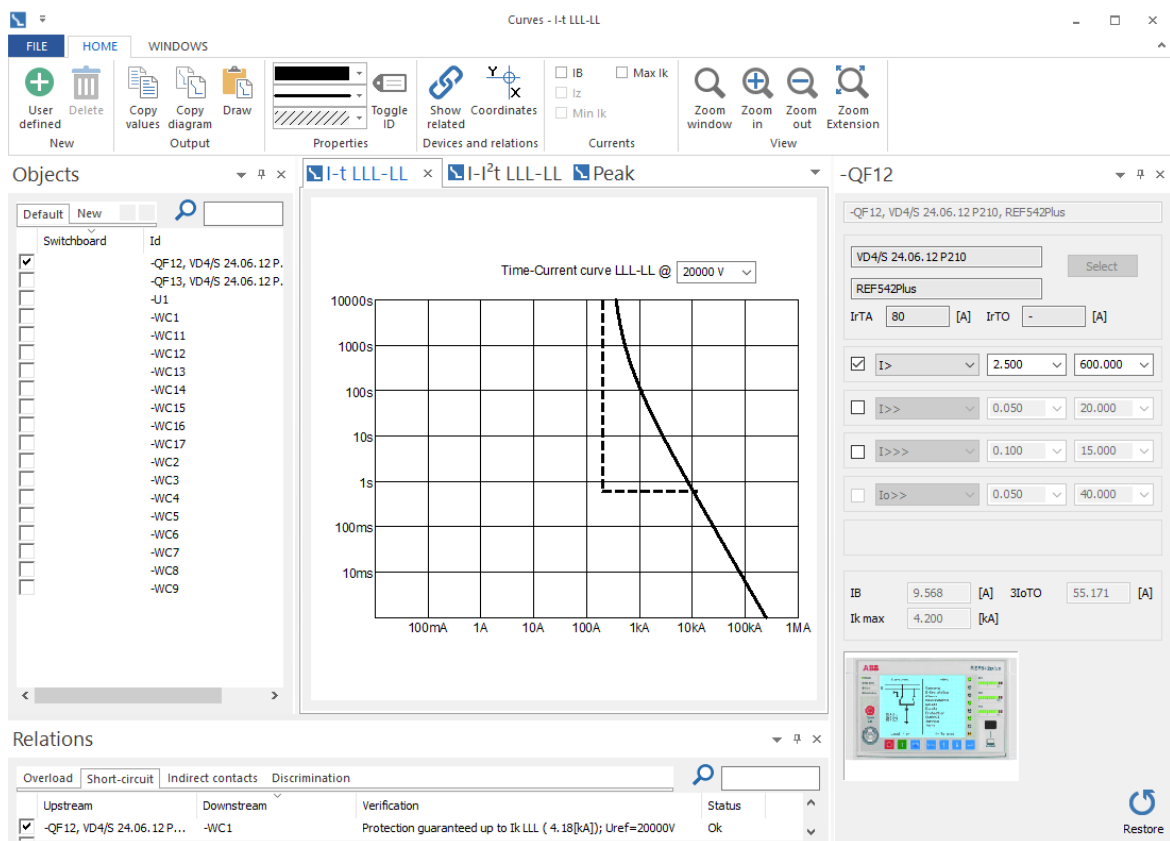 Curves - I-t LLL-LL
FILE HOME WINDOWS
User defined
Delete
New
Copy values
Copy diagram
Draw
Output
Toggle ID
Properties
Show related
Y
X
Coordinates
Devices and relations
IB
Max Ik
Iz
Min Ik
Currents
Zoom window
Zoom in
Zoom out
Zoom Extension
View
Objects
Default New
Switchboard Id
-QF12, VD4/S 24.06.12 P.
-QF13, VD4/S 24.06.12 P.
-U1
-WC1
-WC11
-WC12
-WC13
-WC14
-WC15
-WC16
-WC17
-WC2
-WC3
-WC4
-WC5
-WC6
-WC7
-WC8
-WC9
I-t LLL-LL × I-I²t LLL-LL Peak
Time-Current curve LLL-LL @ 20000 V
10000s
1000s
100s
10s
1s
100ms
10ms
100mA 1A 10A 100A 1kA 10kA 100kA 1MA
-QF12
-QF12, VD4/S 24.06.12 P210, REF542Plus
VD4/S 24.06.12 P210
Select
REF542Plus
IrTA 80 [A] IrTO - [A]
I> 2.500 600.000
I>> 0.050 20.000
I>>> 0.100 15.000
Io>> 0.050 40.000
IB 9.568 [A] 3IoTO 55.171 [A]
Ik max 4.200 [kA]
ABB
Restore
Relations
Overload Short-circuit Indirect contacts Discrimination
Upstream Downstream Verification Status
-QF12, VD4/S 24.06.12 P... -WC1 Protection guaranteed up to Ik LLL ( 4.18[kA]); Uref=20000V Ok